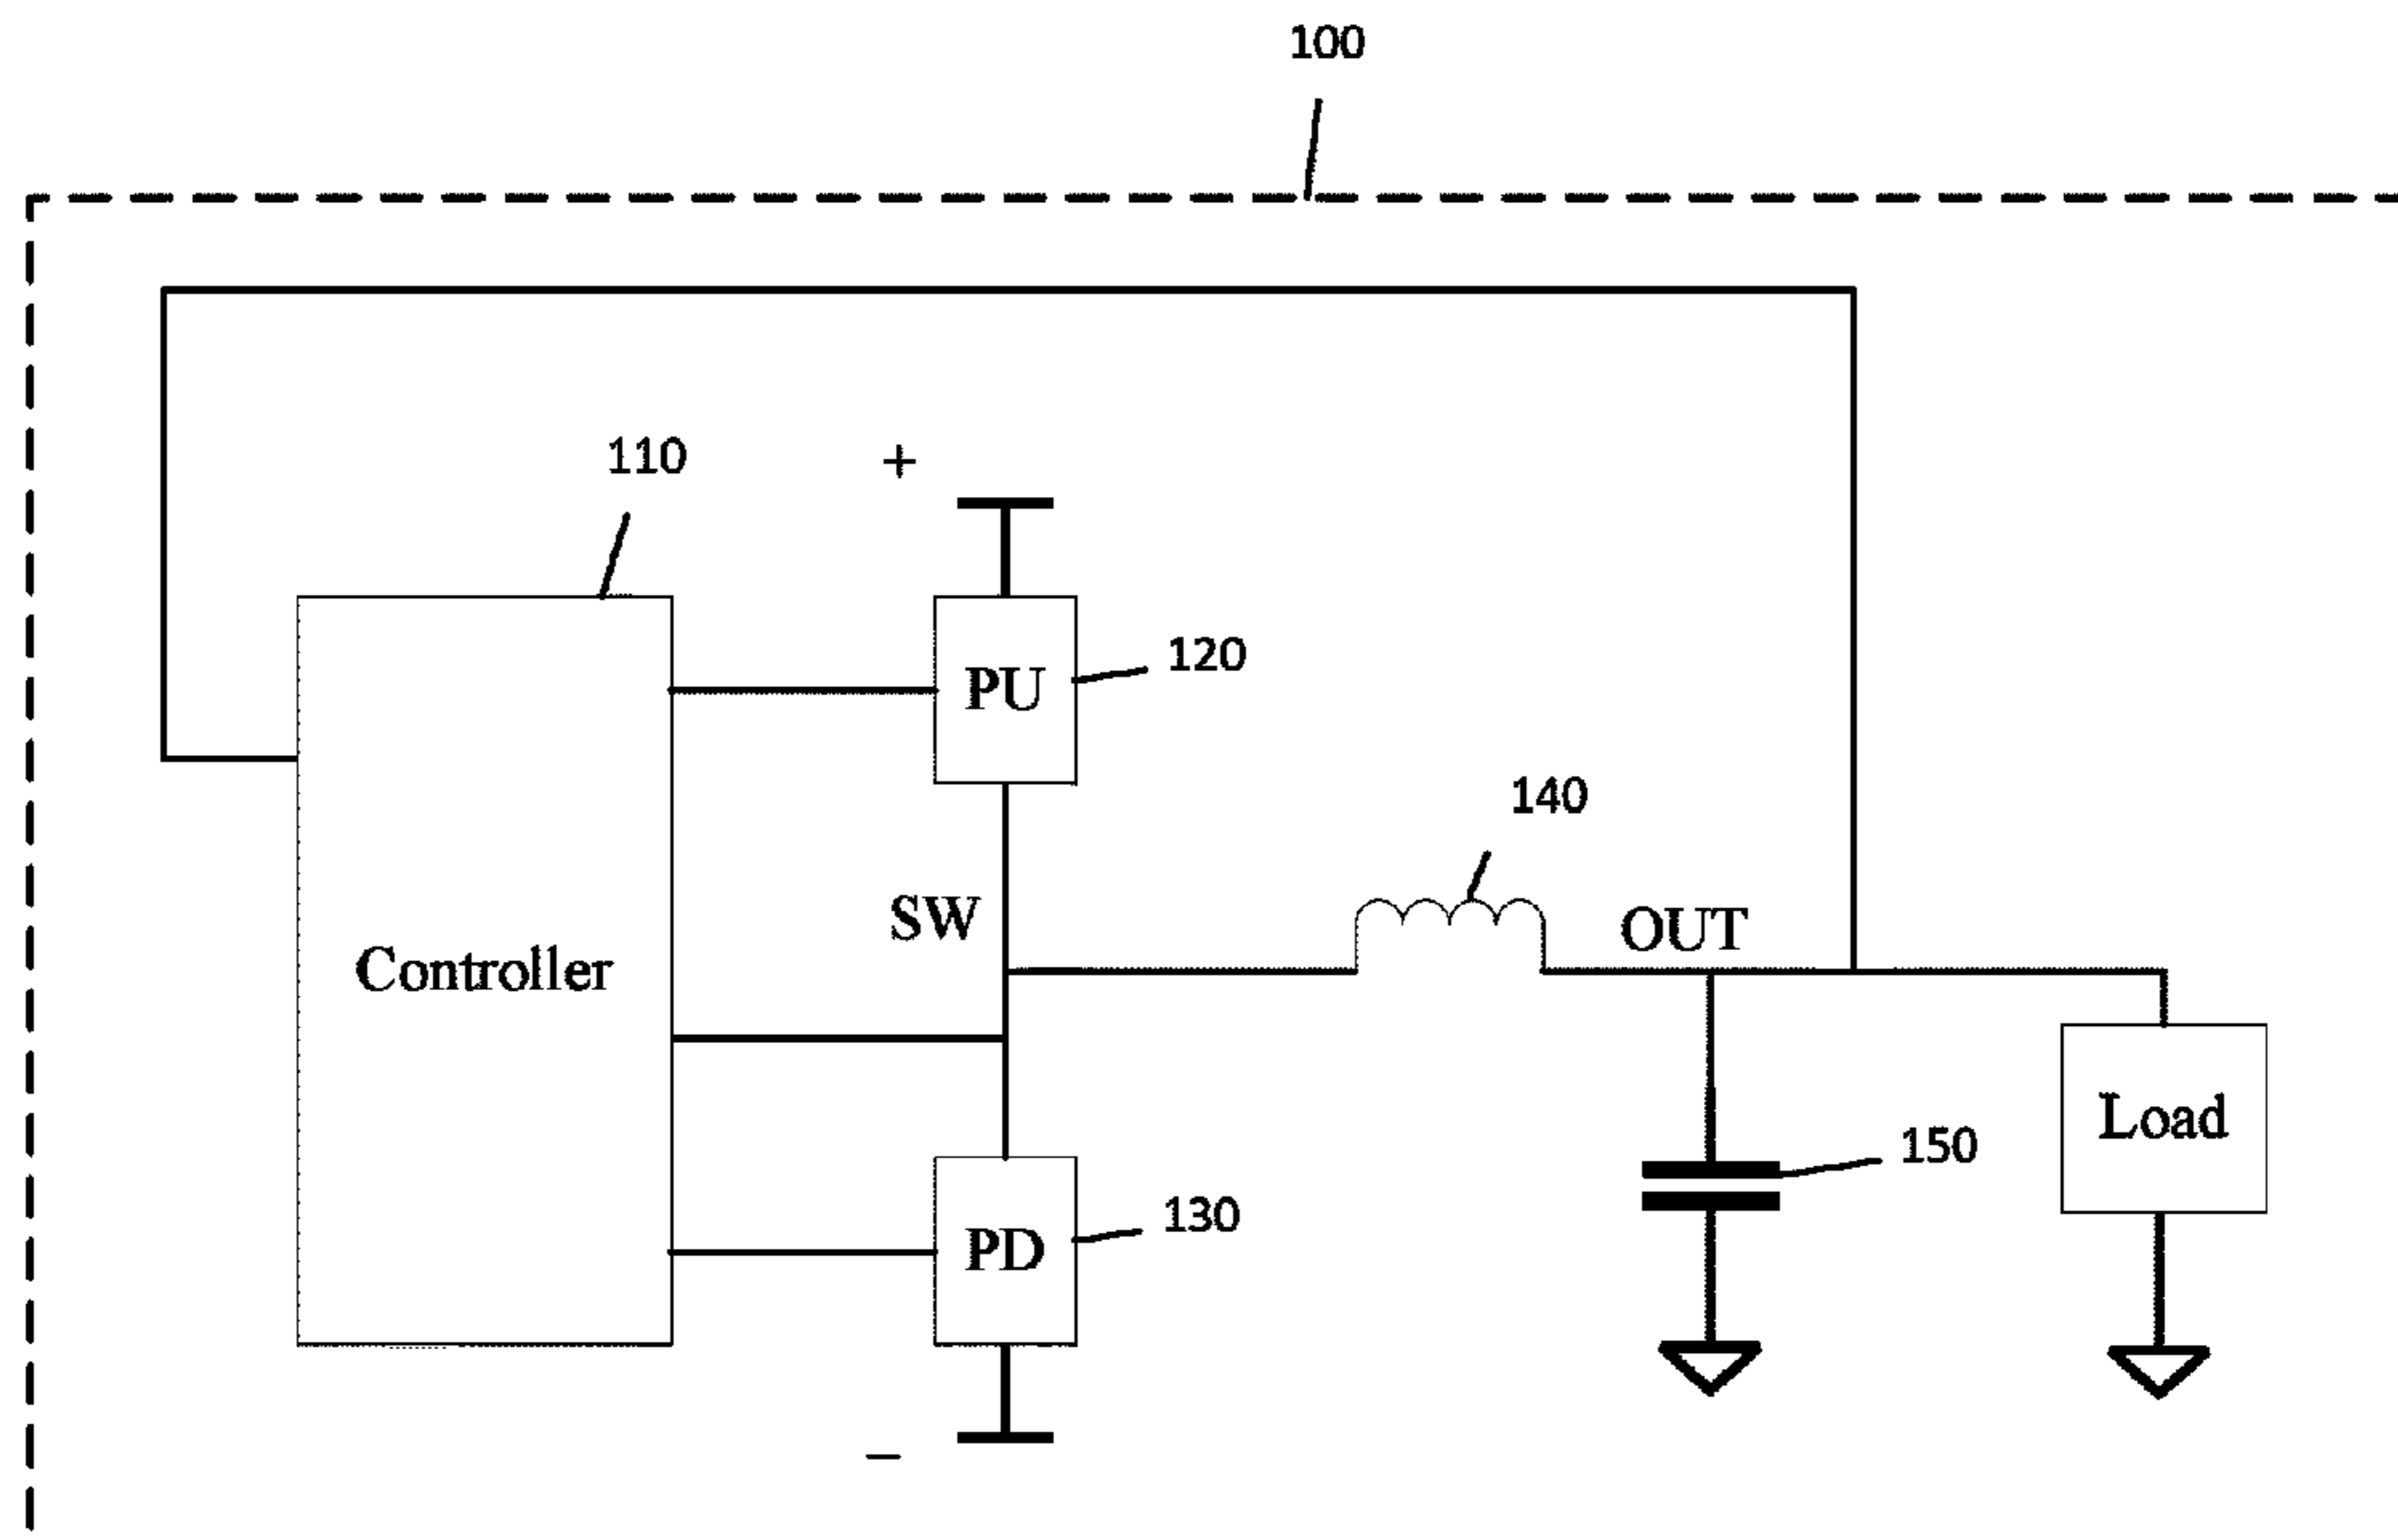 100
110
+
PU
120
140
SW
OUT
Controller
Load
150
PD
130
−